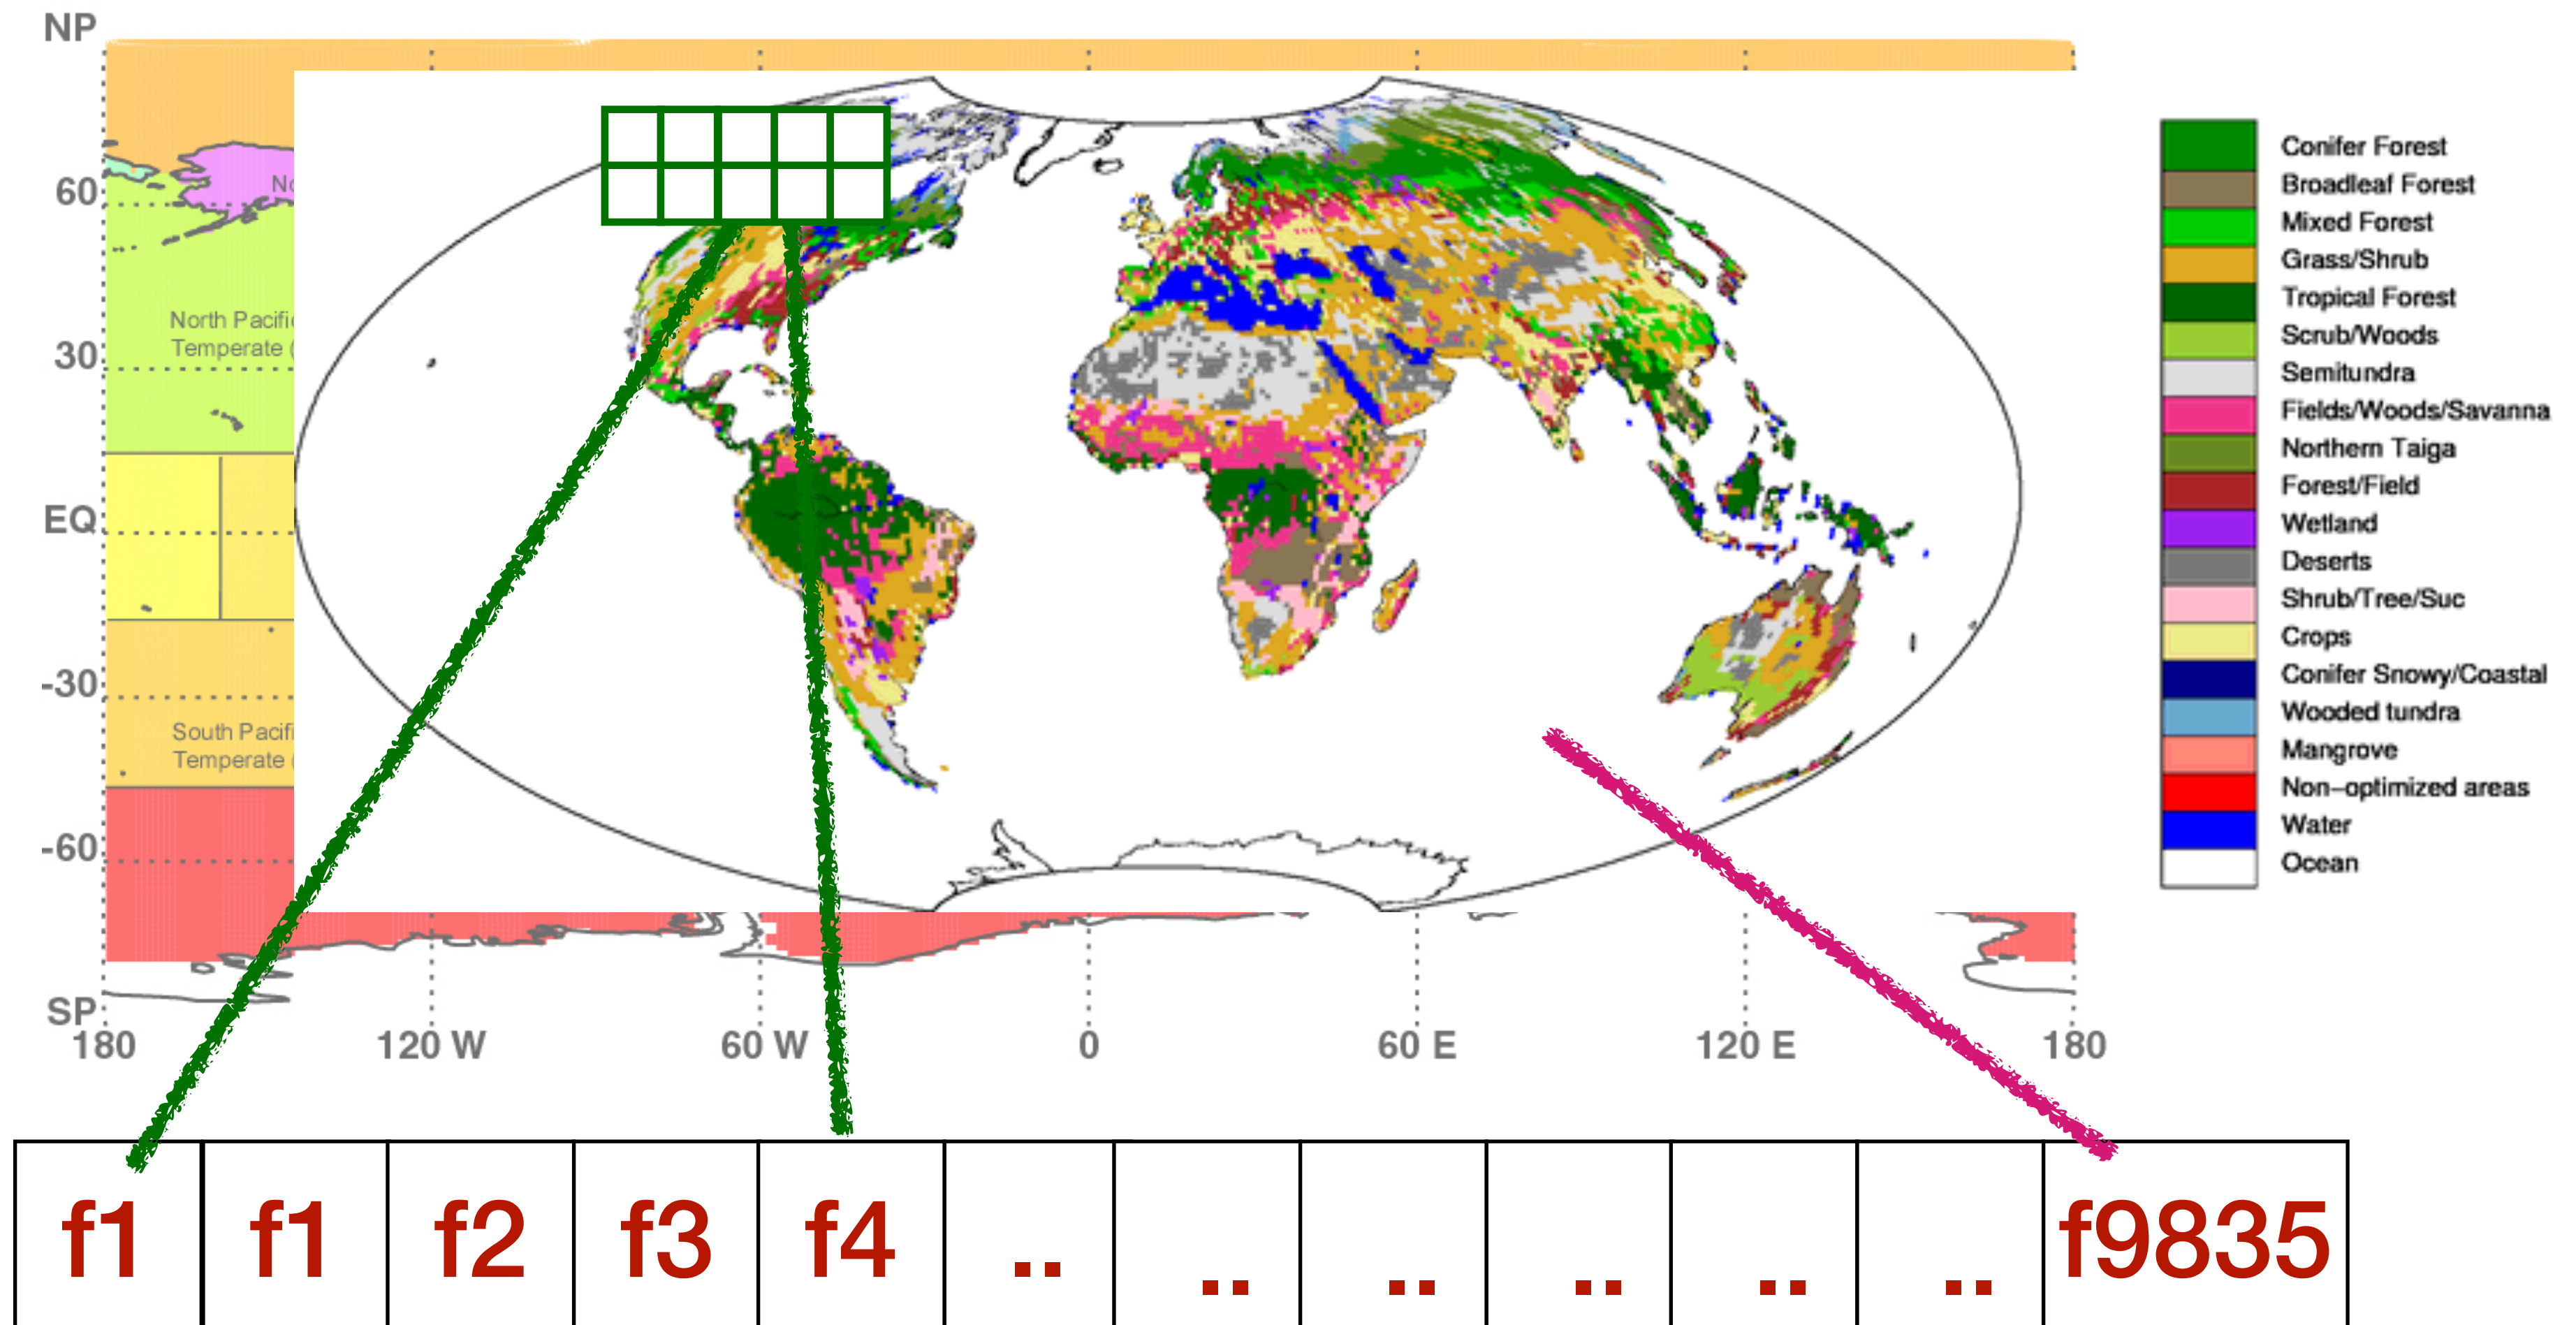 NP
60
30
EQ
-30
-60
SP
180
120 W
60 W
0
60 E
120 E
180
North Pacific
Temperate (
South Pacifi
Temperate (
Conifer Forest
Broadleaf Forest
Mixed Forest
Grass/Shrub
Tropical Forest
Scrub/Woods
Semitundra
Fields/Woods/Savanna
Northern Taiga
Forest/Field
Wetland
Deserts
Shrub/Tree/Suc
Crops
Conifer Snowy/Coastal
Wooded tundra
Mangrove
Non-optimized areas
Water
Ocean
f1
f1
f2
f3
f4
..
..
..
..
..
..
f9835